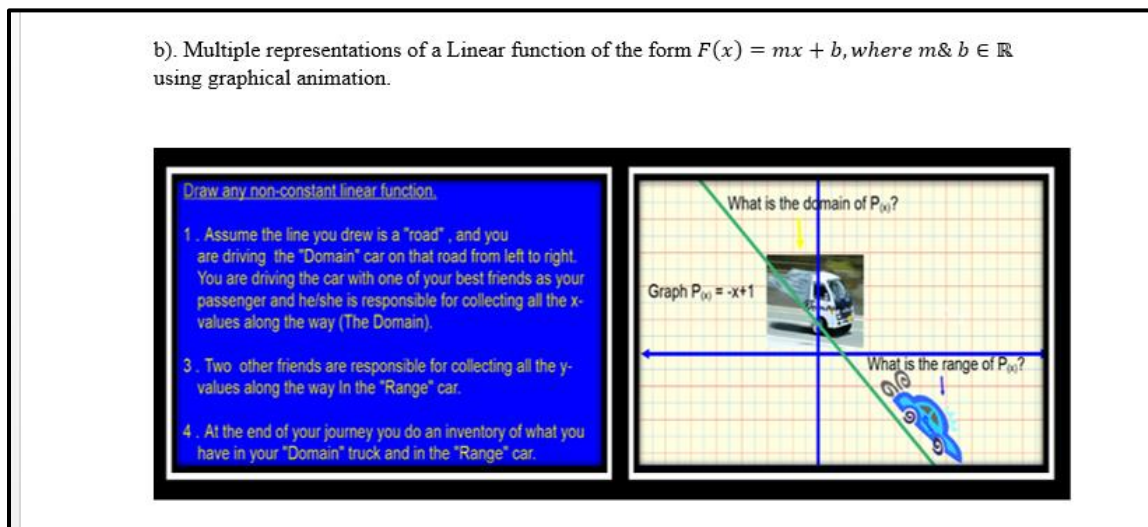 b). Multiple representations of a Linear function of the form F(x) = mx + b, where m& b ∈ ℝ
using graphical animation.
Draw any non-constant linear function.
1 . Assume the line you drew is a "road" , and you
are driving the "Domain" car on that road from left to right.
You are driving the car with one of your best friends as your
passenger and he/she is responsible for collecting all the x-
values along the way (The Domain).
3 . Two other friends are responsible for collecting all the y-
values along the way In the "Range" car.
4 . At the end of your journey you do an inventory of what you
have in your "Domain" truck and in the "Range" car.
What is the domain of P(x)?
Graph P(x) = -x+1
What is the range of P(x)?